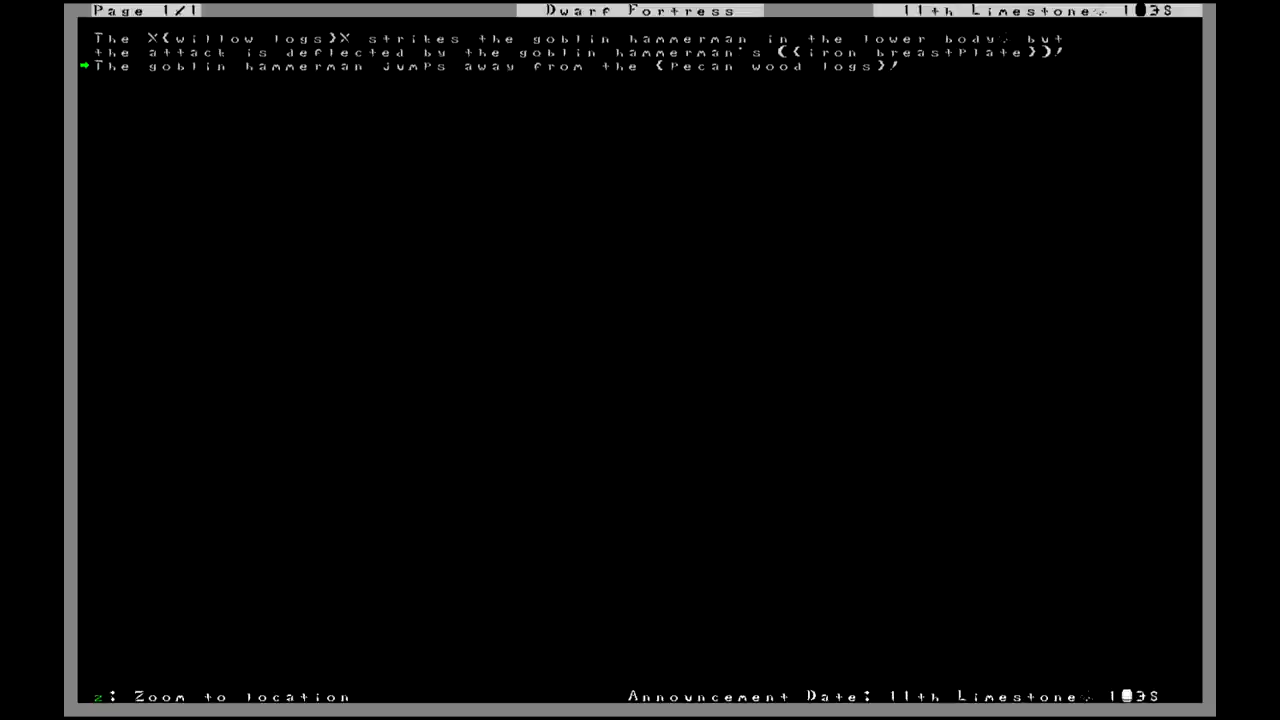 Page 1/1 Dwarf Fortress 11th Limestone, 1038
The X{willow logs}X strikes the goblin hammerman in the lower body, but
the attack is deflected by the goblin hammerman's ({iron breastplate})!
The goblin hammerman jumps away from the {pecan wood logs}!
z: Zoom to location Announcement Date: 11th Limestone, 1038